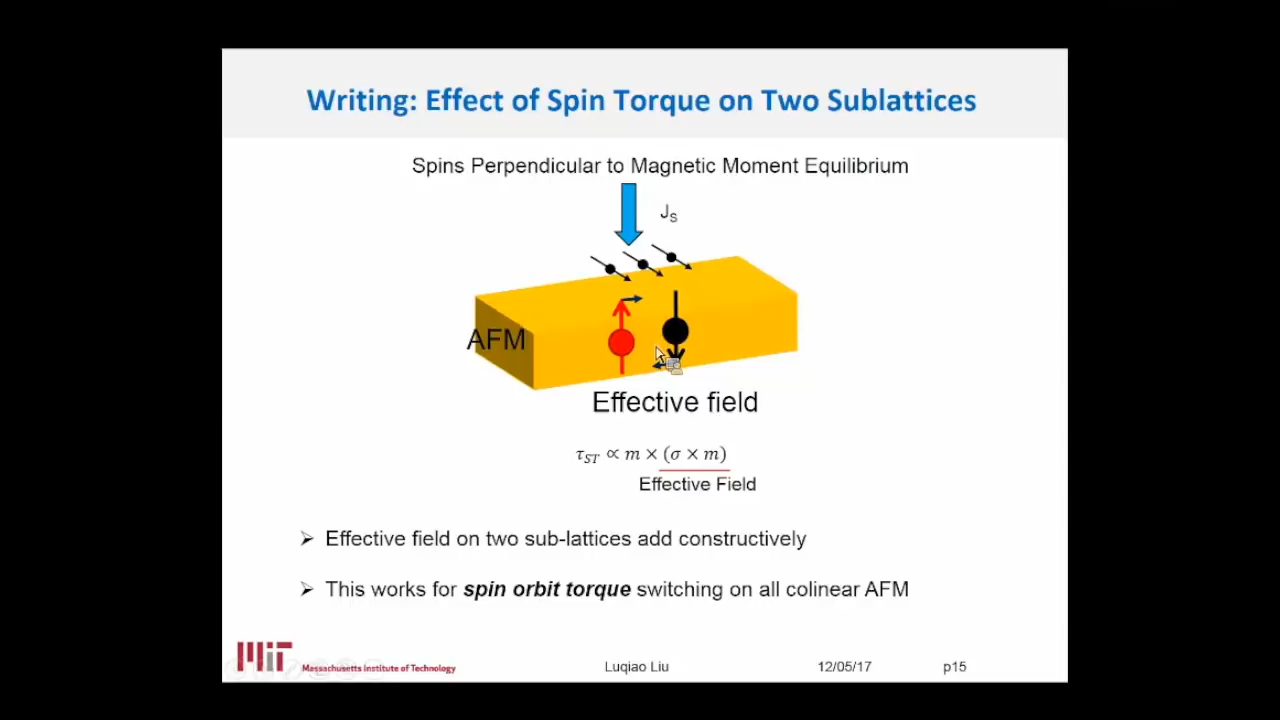 Writing: Effect of Spin Torque on Two Sublattices
Spins Perpendicular to Magnetic Moment Equilibrium
J_S
AFM
Effective field
τ_ST ∝ m × (σ × m)
Effective Field
➢ Effective field on two sub-lattices add constructively
➢ This works for spin orbit torque switching on all colinear AFM
MIT Massachusetts Institute of Technology
Luqiao Liu
12/05/17
p15